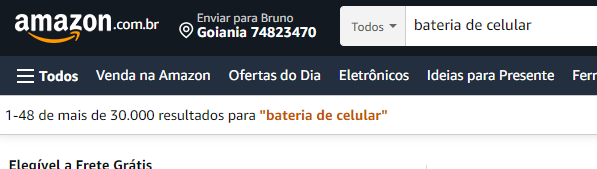 amazon.com.br
Enviar para Bruno
Goiania 74823470
Todos
bateria de celular
Todos Venda na Amazon Ofertas do Dia Eletrônicos Ideias para Presente Ferr
1-48 de mais de 30.000 resultados para "bateria de celular"
Elegível a Frete Grátis